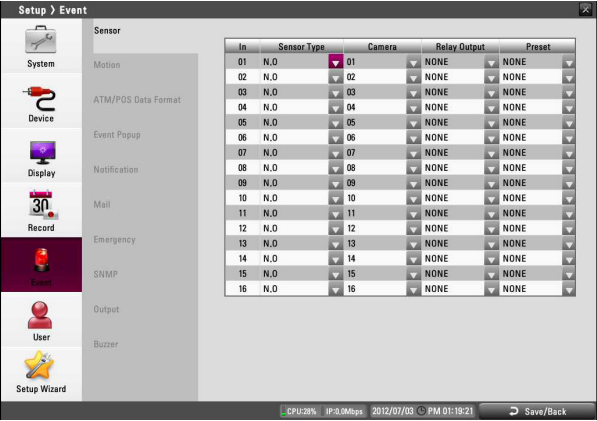 Setup > Event
Sensor
Motion
ATM/POS Data Format
Event Popup
Notification
Mail
Emergency
SNMP
Output
Buzzer
System
Device
Display
30
Record
Event
User
Setup Wizard
In Sensor Type Camera Relay Output Preset
01 N.O 01 NONE NONE
02 N.O 02 NONE NONE
03 N.O 03 NONE NONE
04 N.O 04 NONE NONE
05 N.O 05 NONE NONE
06 N.O 06 NONE NONE
07 N.O 07 NONE NONE
08 N.O 08 NONE NONE
09 N.O 09 NONE NONE
10 N.O 10 NONE NONE
11 N.O 11 NONE NONE
12 N.O 12 NONE NONE
13 N.O 13 NONE NONE
14 N.O 14 NONE NONE
15 N.O 15 NONE NONE
16 N.O 16 NONE NONE
CPU:28% IP:0.0Mbps 2012/07/03 PM 01:19:21 Save/Back